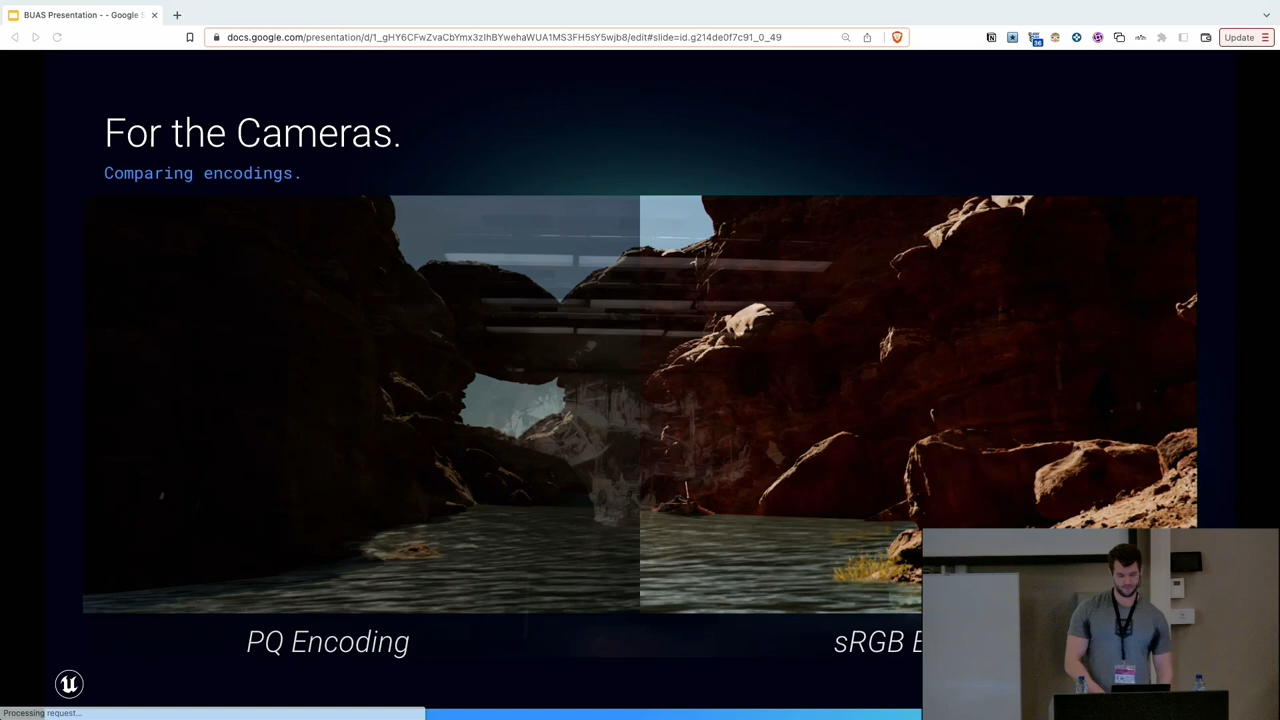 BUAS Presentation - - Google S
docs.google.com/presentation/d/1_gHY6CFwZvaCbYmx3zIhBYwehaWUA1MS3FH5sY5wjb8/edit#slide=id.g214de0f7c91_0_49
Update
For the Cameras.
Comparing encodings.
PQ Encoding
sRGB E
Processing request...